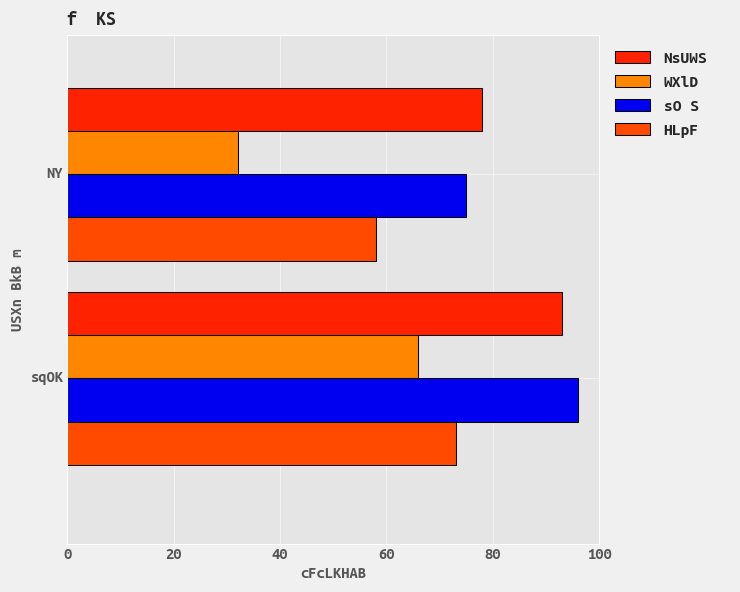 f  KS
NsUWS
WXlD
sO S
HLpF
NY
sqOK
USXn BkB m
0 20 40 60 80 100
cFcLKHAB